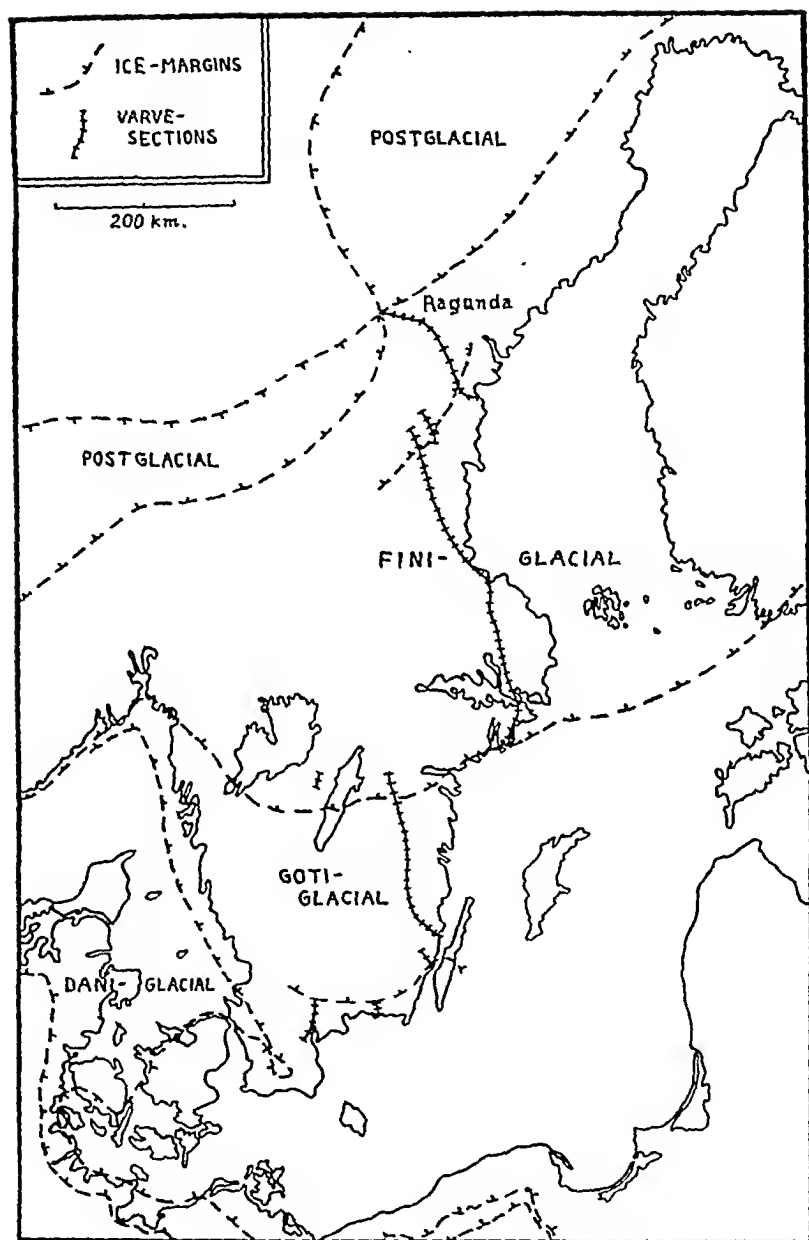 ICE-MARGINS
VARVE-
SECTIONS
200 km.
POSTGLACIAL
Ragunda
POSTGLACIAL
FINI- GLACIAL
GOTI-
GLACIAL
DANI- GLACIAL